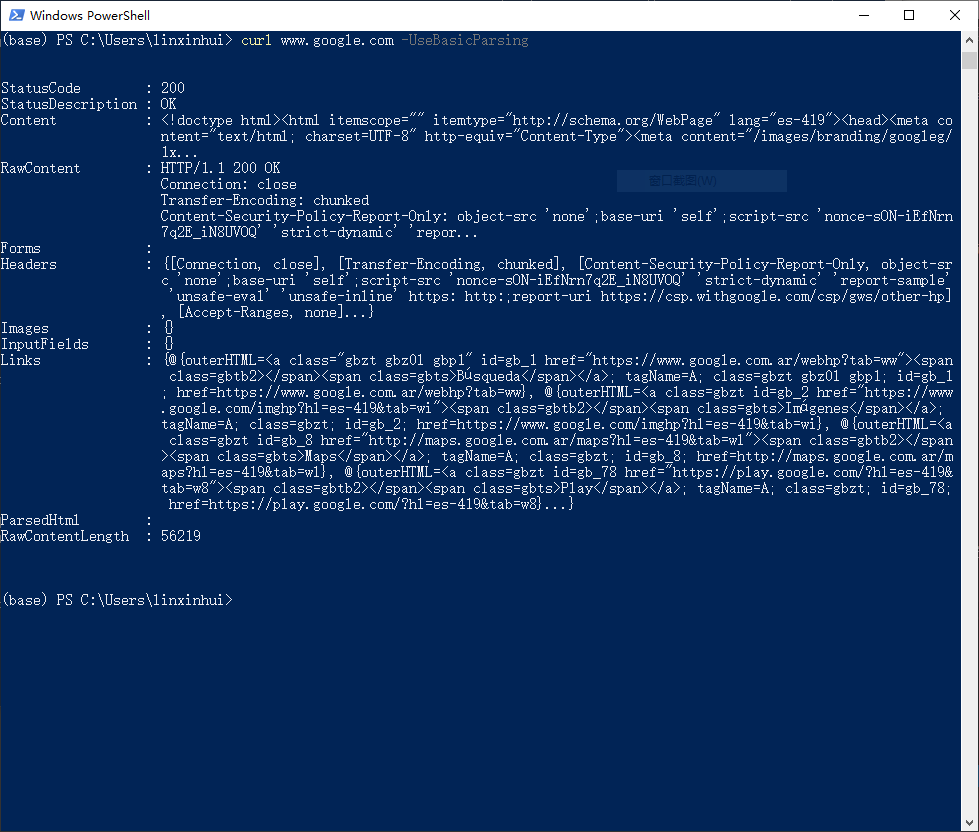 Windows PowerShell
(base) PS C:\Users\linxinhui> curl www.google.com -UseBasicParsing
StatusCode : 200
StatusDescription : OK
Content : <!doctype html><html itemscope="" itemtype="http://schema.org/WebPage" lang="es-419"><head><meta co
ntent="text/html; charset=UTF-8" http-equiv="Content-Type"><meta content="/images/branding/googleg/
1x...
RawContent : HTTP/1.1 200 OK
Connection: close
窗口截图(W)
Transfer-Encoding: chunked
Content-Security-Policy-Report-Only: object-src 'none';base-uri 'self';script-src 'nonce-sON-iEfNrn
7q2E_iN8UVOQ' 'strict-dynamic' 'repor...
Forms :
Headers : {[Connection, close], [Transfer-Encoding, chunked], [Content-Security-Policy-Report-Only, object-sr
c 'none';base-uri 'self';script-src 'nonce-sON-iEfNrn7q2E_iN8UVOQ' 'strict-dynamic' 'report-sample'
'unsafe-eval' 'unsafe-inline' https: http:;report-uri https://csp.withgoogle.com/csp/gws/other-hp]
, [Accept-Ranges, none]...}
Images : {}
InputFields : {}
Links : {@{outerHTML=<a class="gbzt gbz0l gbp1" id=gb_1 href="https://www.google.com.ar/webhp?tab=ww"><span
class=gbtb2></span><span class=gbts>Búsqueda</span></a>; tagName=A; class=gbzt gbz0l gbp1; id=gb_1
; href=https://www.google.com.ar/webhp?tab=ww}, @{outerHTML=<a class=gbzt id=gb_2 href="https://www
.google.com/imghp?hl=es-419&tab=wi"><span class=gbtb2></span><span class=gbts>Imágenes</span></a>;
tagName=A; class=gbzt; id=gb_2; href=https://www.google.com/imghp?hl=es-419&tab=wi}, @{outerHTML=<a
class=gbzt id=gb_8 href="http://maps.google.com.ar/maps?hl=es-419&tab=wl"><span class=gbtb2></span
><span class=gbts>Maps</span></a>; tagName=A; class=gbzt; id=gb_8; href=http://maps.google.com.ar/m
aps?hl=es-419&tab=wl}, @{outerHTML=<a class=gbzt id=gb_78 href="https://play.google.com/?hl=es-419&
tab=w8"><span class=gbtb2></span><span class=gbts>Play</span></a>; tagName=A; class=gbzt; id=gb_78;
href=https://play.google.com/?hl=es-419&tab=w8}...}
ParsedHtml :
RawContentLength : 56219
(base) PS C:\Users\linxinhui>